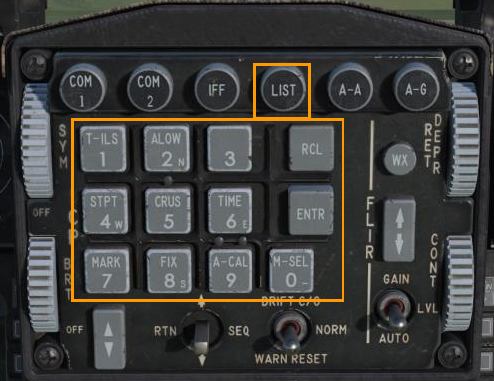 COM 1
COM 2
IFF
LIST
A-A
A-G
SYM
T-ILS 1
ALOW 2 N
3
RCL
RET
DEPR
WX
OFF
STPT 4 W
CRUS 5
TIME 6 E
ENTR
FLIR
BRT
MARK 7
FIX 8 S
A-CAL 9
M-SEL 0 -
CONT
GAIN
LVL
AUTO
OFF
RTN
SEQ
DRIFT C/O
NORM
WARN RESET